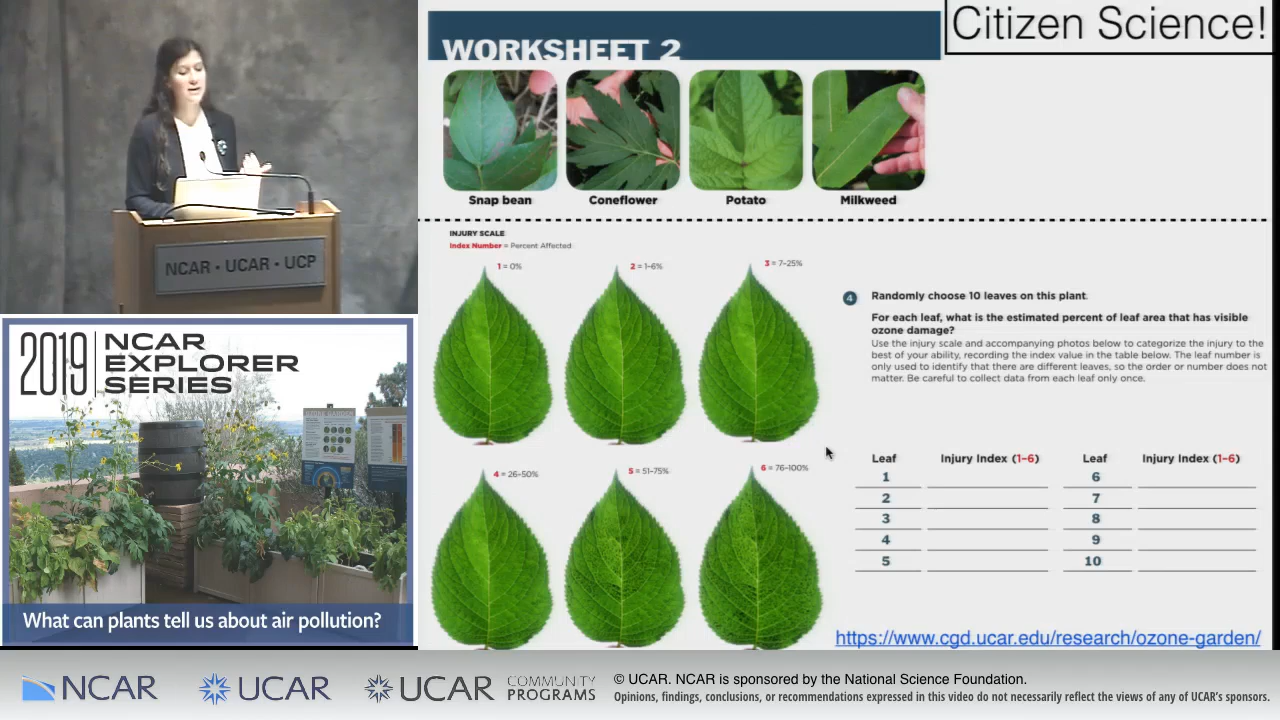 Citizen Science!
WORKSHEET 2
Snap bean
Coneflower
Potato
Milkweed
INJURY SCALE
Index Number = Percent Affected
1 = 0%
2 = 1–6%
3 = 7–25%
4 = 26–50%
5 = 51–75%
6 = 76–100%
4 Randomly choose 10 leaves on this plant.
For each leaf, what is the estimated percent of leaf area that has visible
ozone damage?
Use the injury scale and accompanying photos below to categorize the injury to the
best of your ability, recording the index value in the table below. The leaf number is
only used to identify that there are different leaves, so the order or number does not
matter. Be careful to collect data from each leaf only once.
Leaf Injury Index (1–6) Leaf Injury Index (1–6)
1 6
2 7
3 8
4 9
5 10
https://www.cgd.ucar.edu/research/ozone-garden/
NCAR • UCAR • UCP
2019 NCAR
EXPLORER
SERIES
What can plants tell us about air pollution?
NCAR
UCAR
UCAR COMMUNITY
PROGRAMS
© UCAR. NCAR is sponsored by the National Science Foundation.
Opinions, findings, conclusions, or recommendations expressed in this video do not necessarily reflect the views of any of UCAR's sponsors.